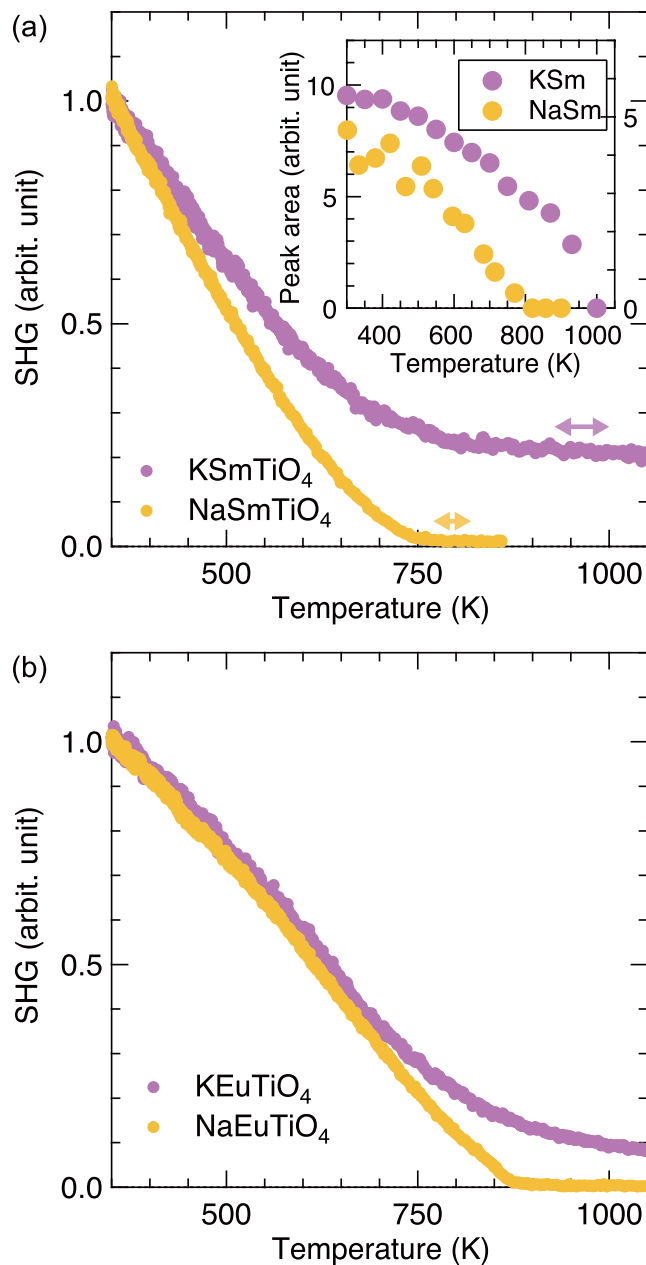 (a)
SHG (arbit. unit)
1.0
0.5
0.0
500
750
1000
Temperature (K)
KSmTiO₄
NaSmTiO₄
Peak area (arbit. unit)
10
5
0
5
0
400
600
800
1000
Temperature (K)
KSm
NaSm
(b)
SHG (arbit. unit)
1.0
0.5
0.0
500
750
1000
Temperature (K)
KEuTiO₄
NaEuTiO₄